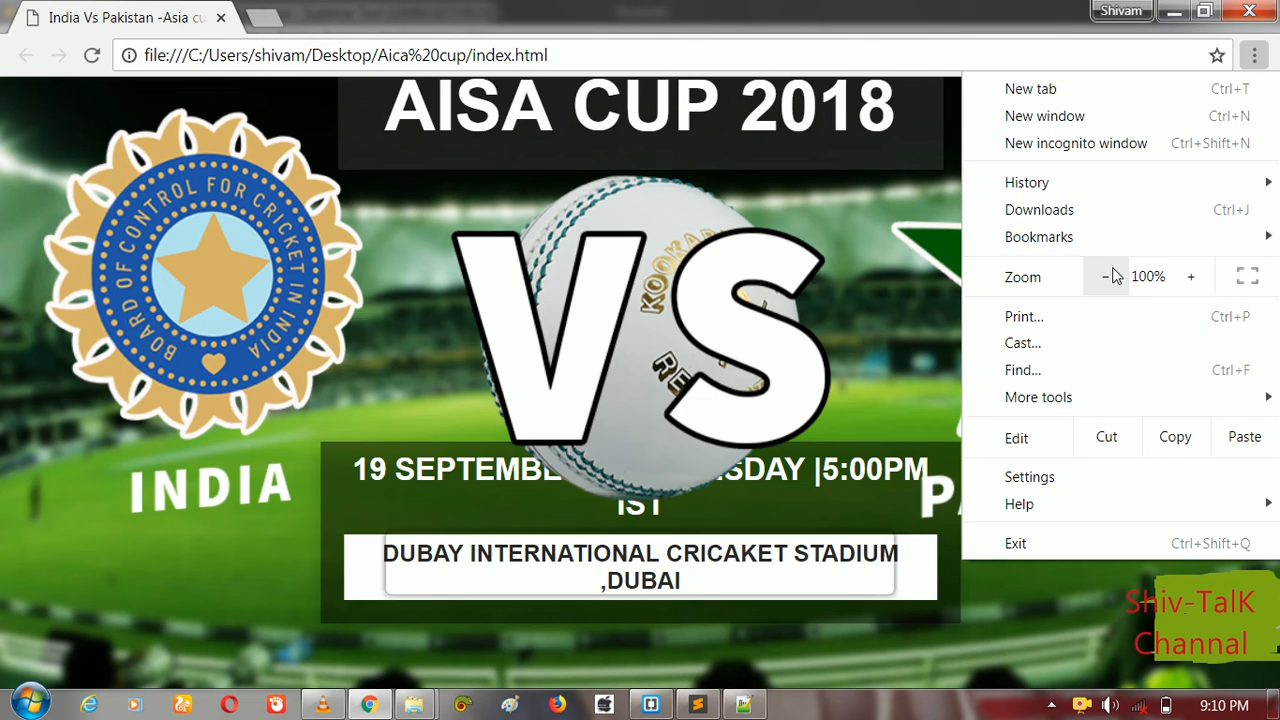 India Vs Pakistan -Asia cu
Shivam
file:///C:/Users/shivam/Desktop/Aica%20cup/index.html
AISA CUP 2018
BOARD OF CONTROL FOR CRICKET IN INDIA
KOOKA
RE
VS
INDIA
19 SEPTEMBE SDAY |5:00PM
IST
DUBAY INTERNATIONAL CRICAKET STADIUM
,DUBAI
New tab Ctrl+T
New window Ctrl+N
New incognito window Ctrl+Shift+N
History
Downloads Ctrl+J
Bookmarks
Zoom - 100% +
Print... Ctrl+P
Cast...
Find... Ctrl+F
More tools
Edit Cut Copy Paste
Settings
Help
Exit Ctrl+Shift+Q
Shiv-TalK
Channal
9:10 PM